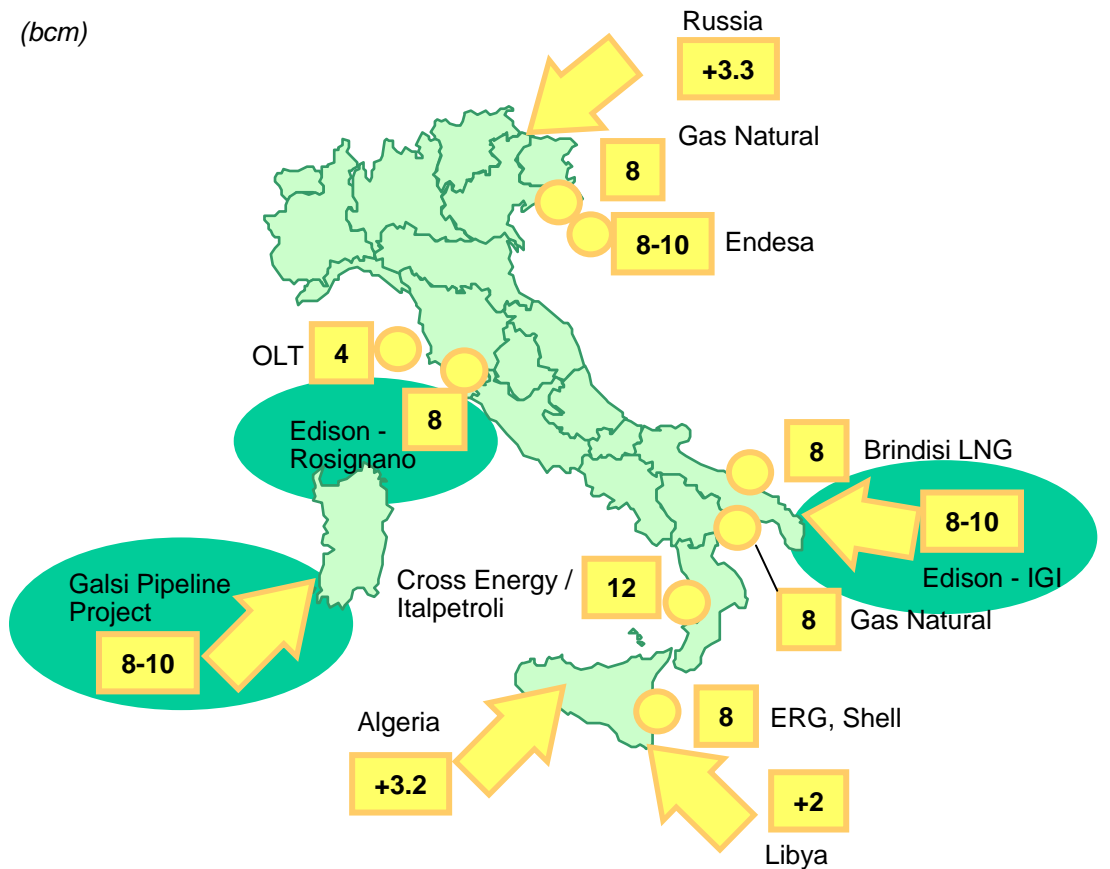 (bcm)
Russia
+3.3
Gas Natural
8
8-10
Endesa
OLT
4
Edison -
Rosignano
8
8
Brindisi LNG
8-10
Edison - IGI
Galsi Pipeline
Project
8-10
Cross Energy /
Italpetroli
12
8
Gas Natural
Algeria
+3.2
8
ERG, Shell
+2
Libya